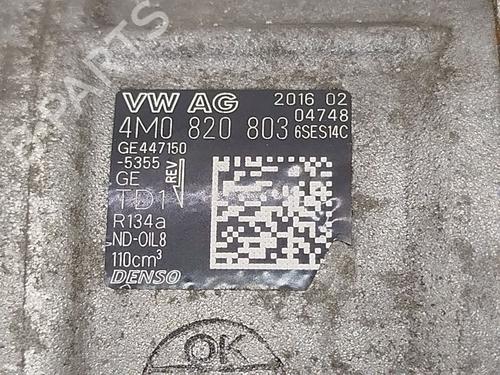 VW AG 2016 02
04748
4M0 820 803 6SES14C
GE447150
-5355
GE
REV
TD1
R134a
ND-OIL8
110cm³
DENSO
OK
PARTS